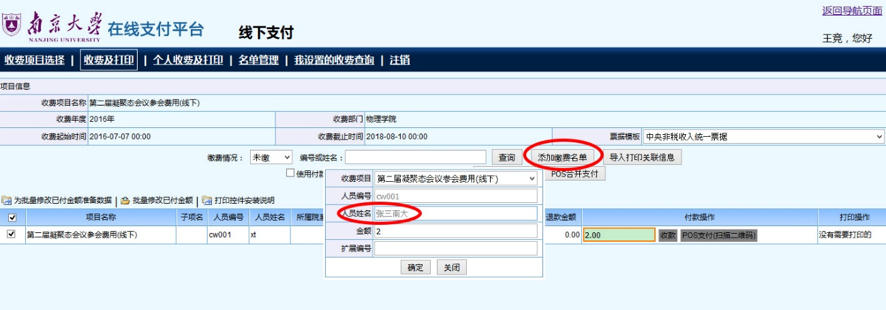 返回导航页面
南京大学
NANJING UNIVERSITY
在线支付平台 线下支付
王竞，您好
收费项目选择 | 收费及打印 | 个人收费及打印 | 名单管理 | 我设置的收费查询 | 注销
项目信息
收费项目名称 第二届凝聚态会议参会费用(线下)
收费年度 2016年 收费部门 物理学院
收费起始时间 2016-07-07 00:00 收费截止时间 2018-08-10 00:00 票据模板 中央非税收入统一票据
缴费情况： 未缴 编号或姓名： 查询 添加缴费名单 导入打印关联信息
使用付款 POS合并支付
收费项目 第二届凝聚态会议参会费用(线下)
人员编号 cw001
人员姓名 张三南大
金额 2
扩展编号
确定 关闭
为批量修改已付金额准备数据 | 批量修改已付金额 | 打印控件安装说明
项目名称 子项名 人员编号 人员姓名 所属院系 退款金额 付款操作 打印操作
第二届凝聚态会议参会费用(线下) cw001 xt 0.00 2.00 收款 POS支付(扫描二维码) 没有需要打印的